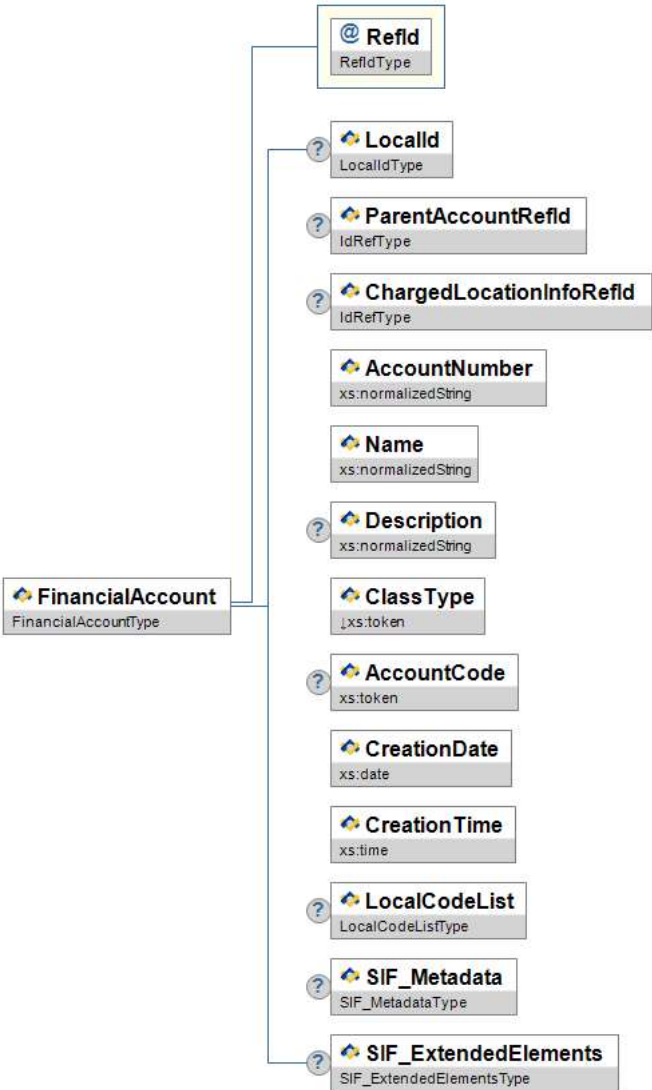 @ RefId
RefIdType
? LocalId
LocalIdType
? ParentAccountRefId
IdRefType
? ChargedLocationInfoRefId
IdRefType
AccountNumber
xs:normalizedString
Name
xs:normalizedString
? Description
xs:normalizedString
FinancialAccount
FinancialAccountType
ClassType
↓xs:token
? AccountCode
xs:token
CreationDate
xs:date
CreationTime
xs:time
? LocalCodeList
LocalCodeListType
? SIF_Metadata
SIF_MetadataType
? SIF_ExtendedElements
SIF_ExtendedElementsType